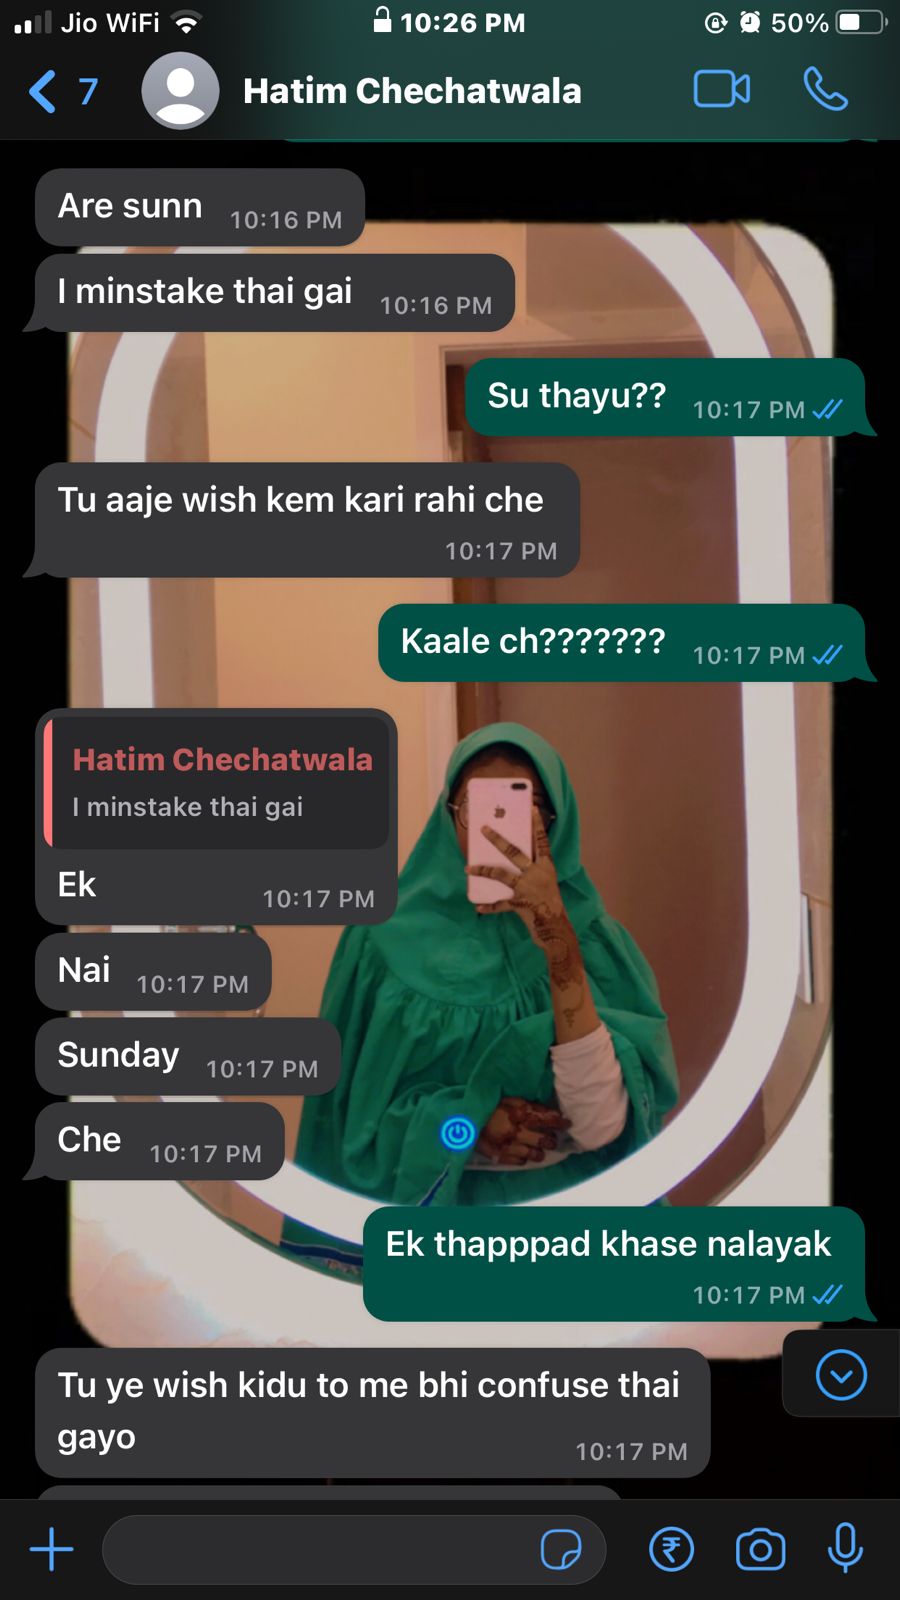 Jio WiFi 10:26 PM 50%
7 Hatim Chechatwala
Are sunn 10:16 PM
I minstake thai gai 10:16 PM
Su thayu?? 10:17 PM
Tu aaje wish kem kari rahi che
10:17 PM
Kaale ch??????? 10:17 PM
Hatim Chechatwala
I minstake thai gai
Ek 10:17 PM
Nai 10:17 PM
Sunday 10:17 PM
Che 10:17 PM
Ek thapppad khase nalayak
10:17 PM
Tu ye wish kidu to me bhi confuse thai
gayo 10:17 PM